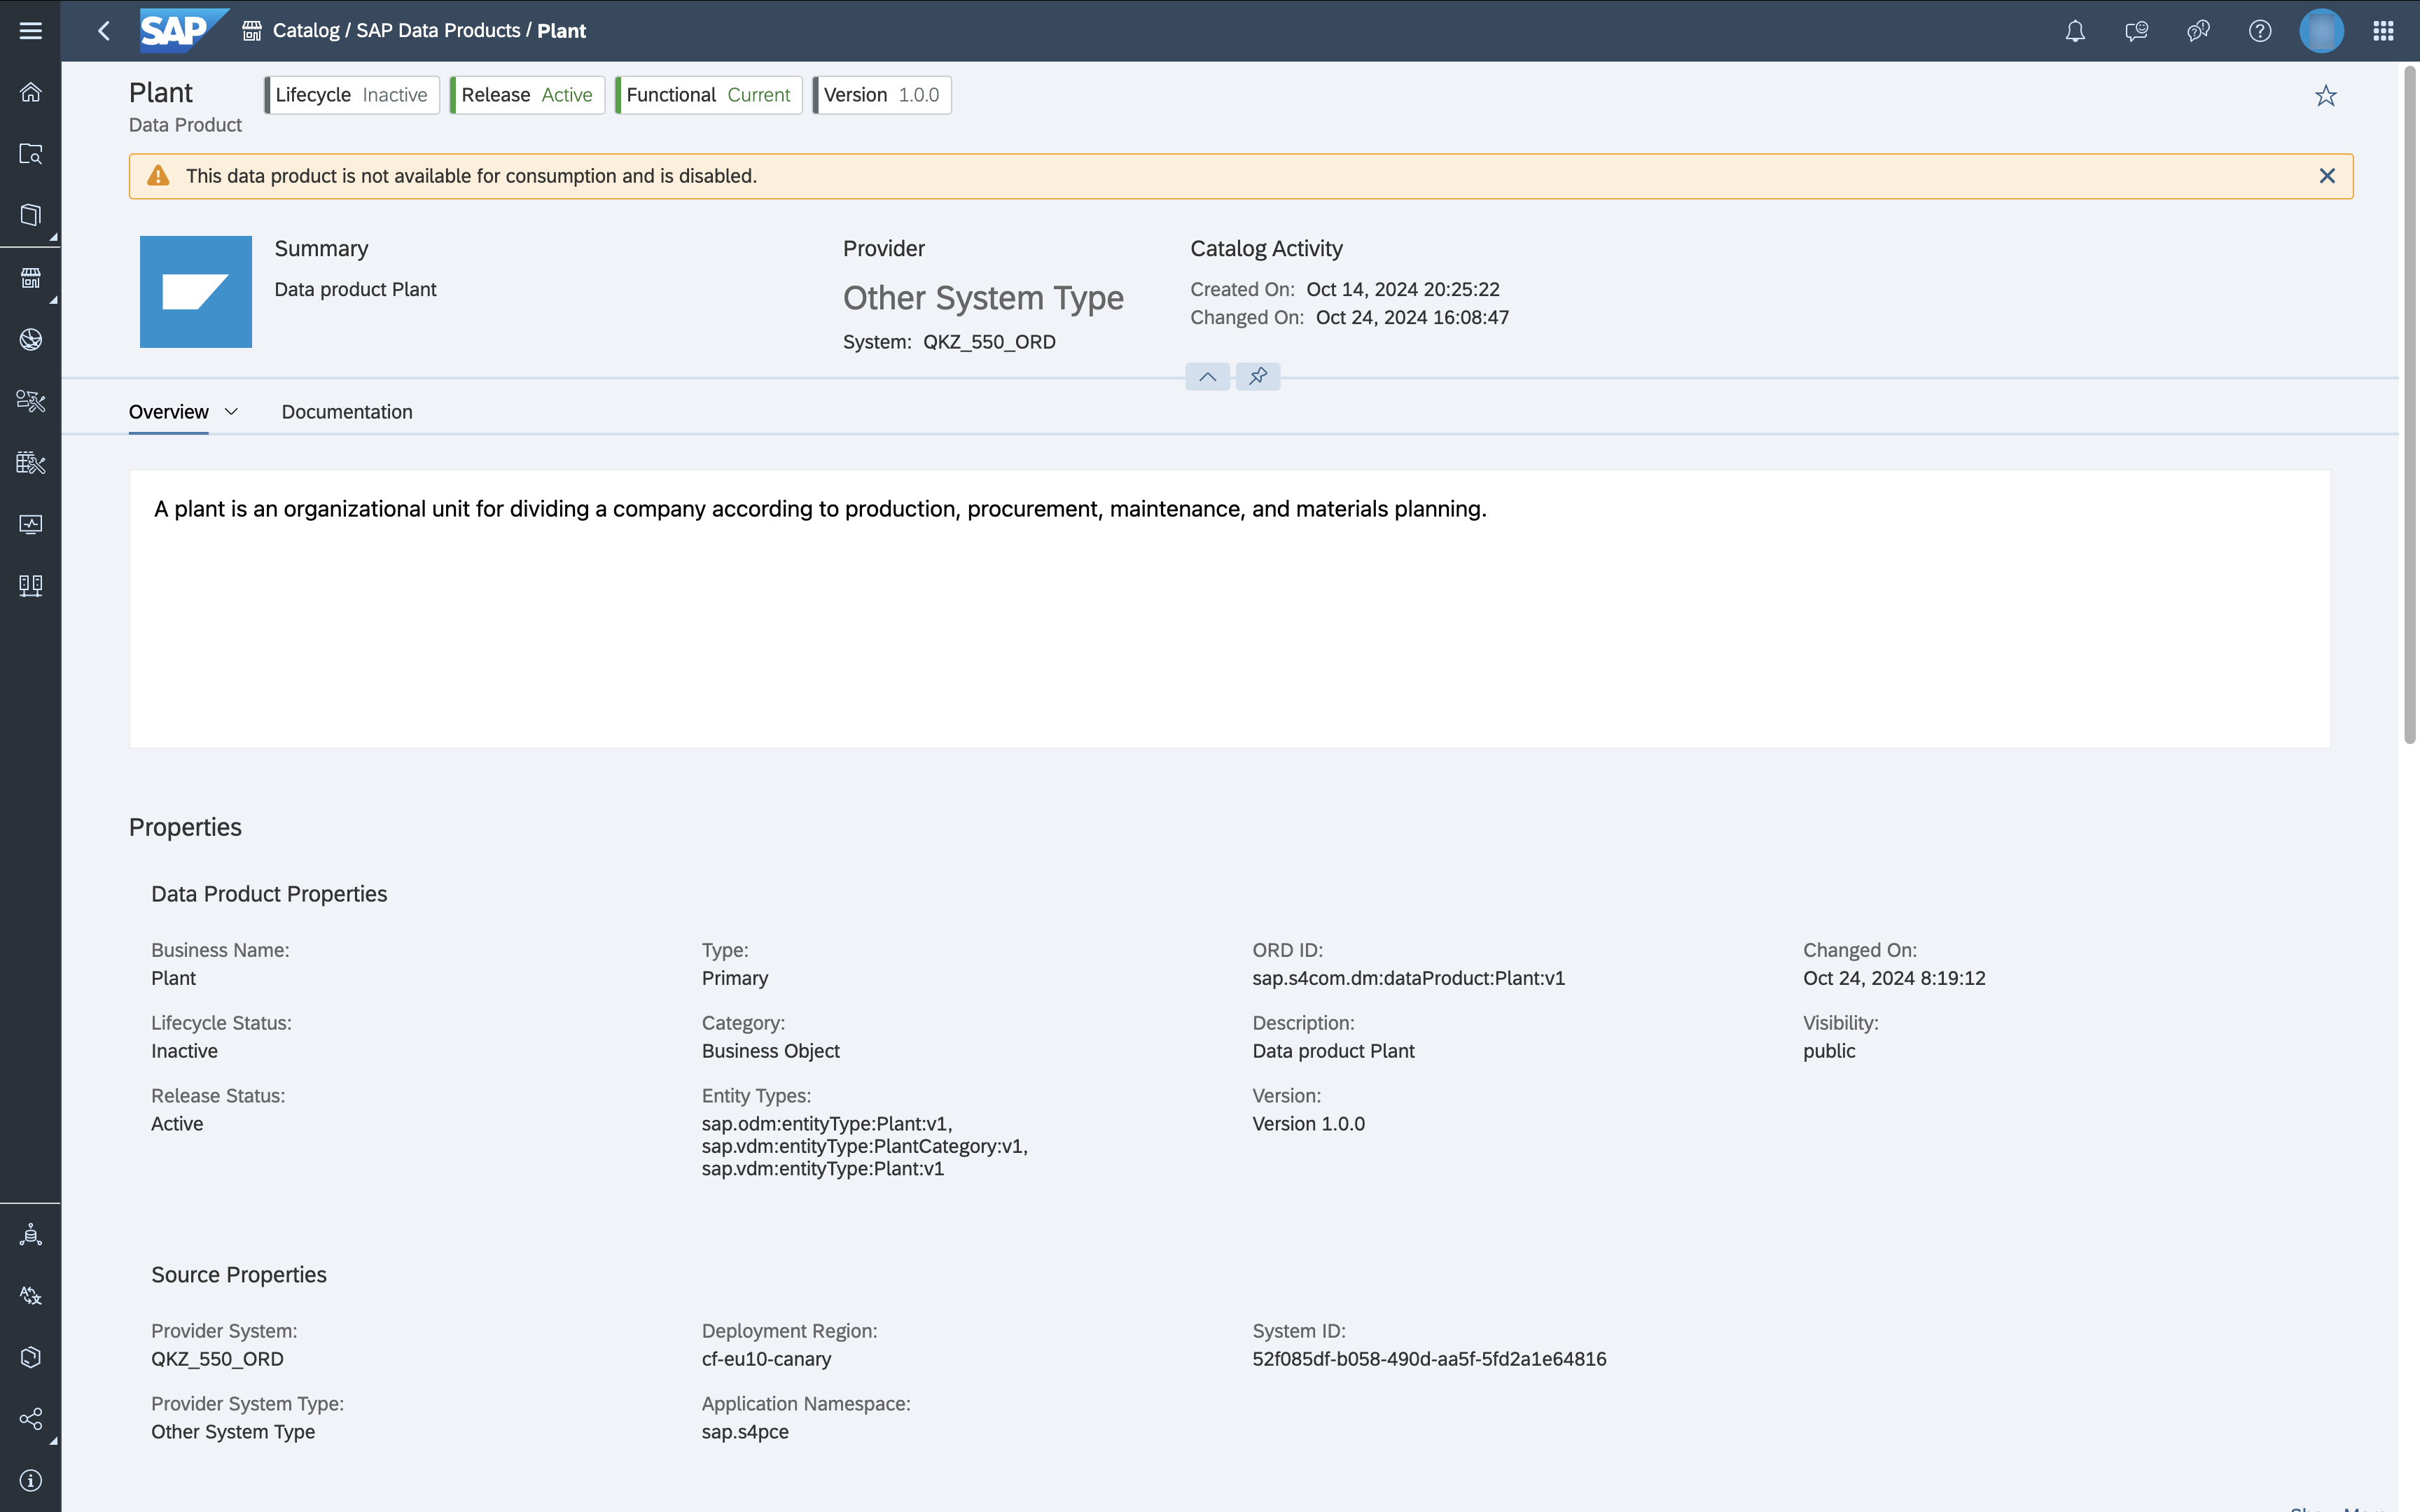 SAP Catalog / SAP Data Products / Plant
Plant
Lifecycle Inactive
Release Active
Functional Current
Version 1.0.0
Data Product
This data product is not available for consumption and is disabled.
Summary
Data product Plant
Provider
Other System Type
System: QKZ_550_ORD
Catalog Activity
Created On: Oct 14, 2024 20:25:22
Changed On: Oct 24, 2024 16:08:47
Overview
Documentation
A plant is an organizational unit for dividing a company according to production, procurement, maintenance, and materials planning.
Properties
Data Product Properties
Business Name:
Plant
Type:
Primary
ORD ID:
sap.s4com.dm:dataProduct:Plant:v1
Changed On:
Oct 24, 2024 8:19:12
Lifecycle Status:
Inactive
Category:
Business Object
Description:
Data product Plant
Visibility:
public
Release Status:
Active
Entity Types:
sap.odm:entityType:Plant:v1,
sap.vdm:entityType:PlantCategory:v1,
sap.vdm:entityType:Plant:v1
Version:
Version 1.0.0
Source Properties
Provider System:
QKZ_550_ORD
Deployment Region:
cf-eu10-canary
System ID:
52f085df-b058-490d-aa5f-5fd2a1e64816
Provider System Type:
Other System Type
Application Namespace:
sap.s4pce